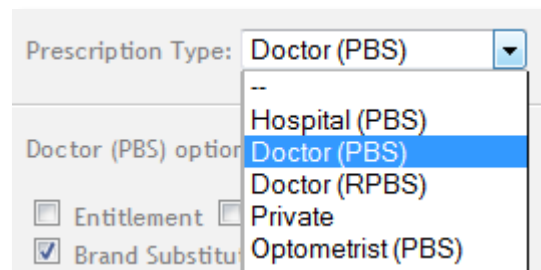 Prescription Type: Doctor (PBS)
--
Hospital (PBS)
Doctor (PBS) option Doctor (PBS)
Doctor (RPBS)
Entitlement Private
Brand Substitu Optometrist (PBS)